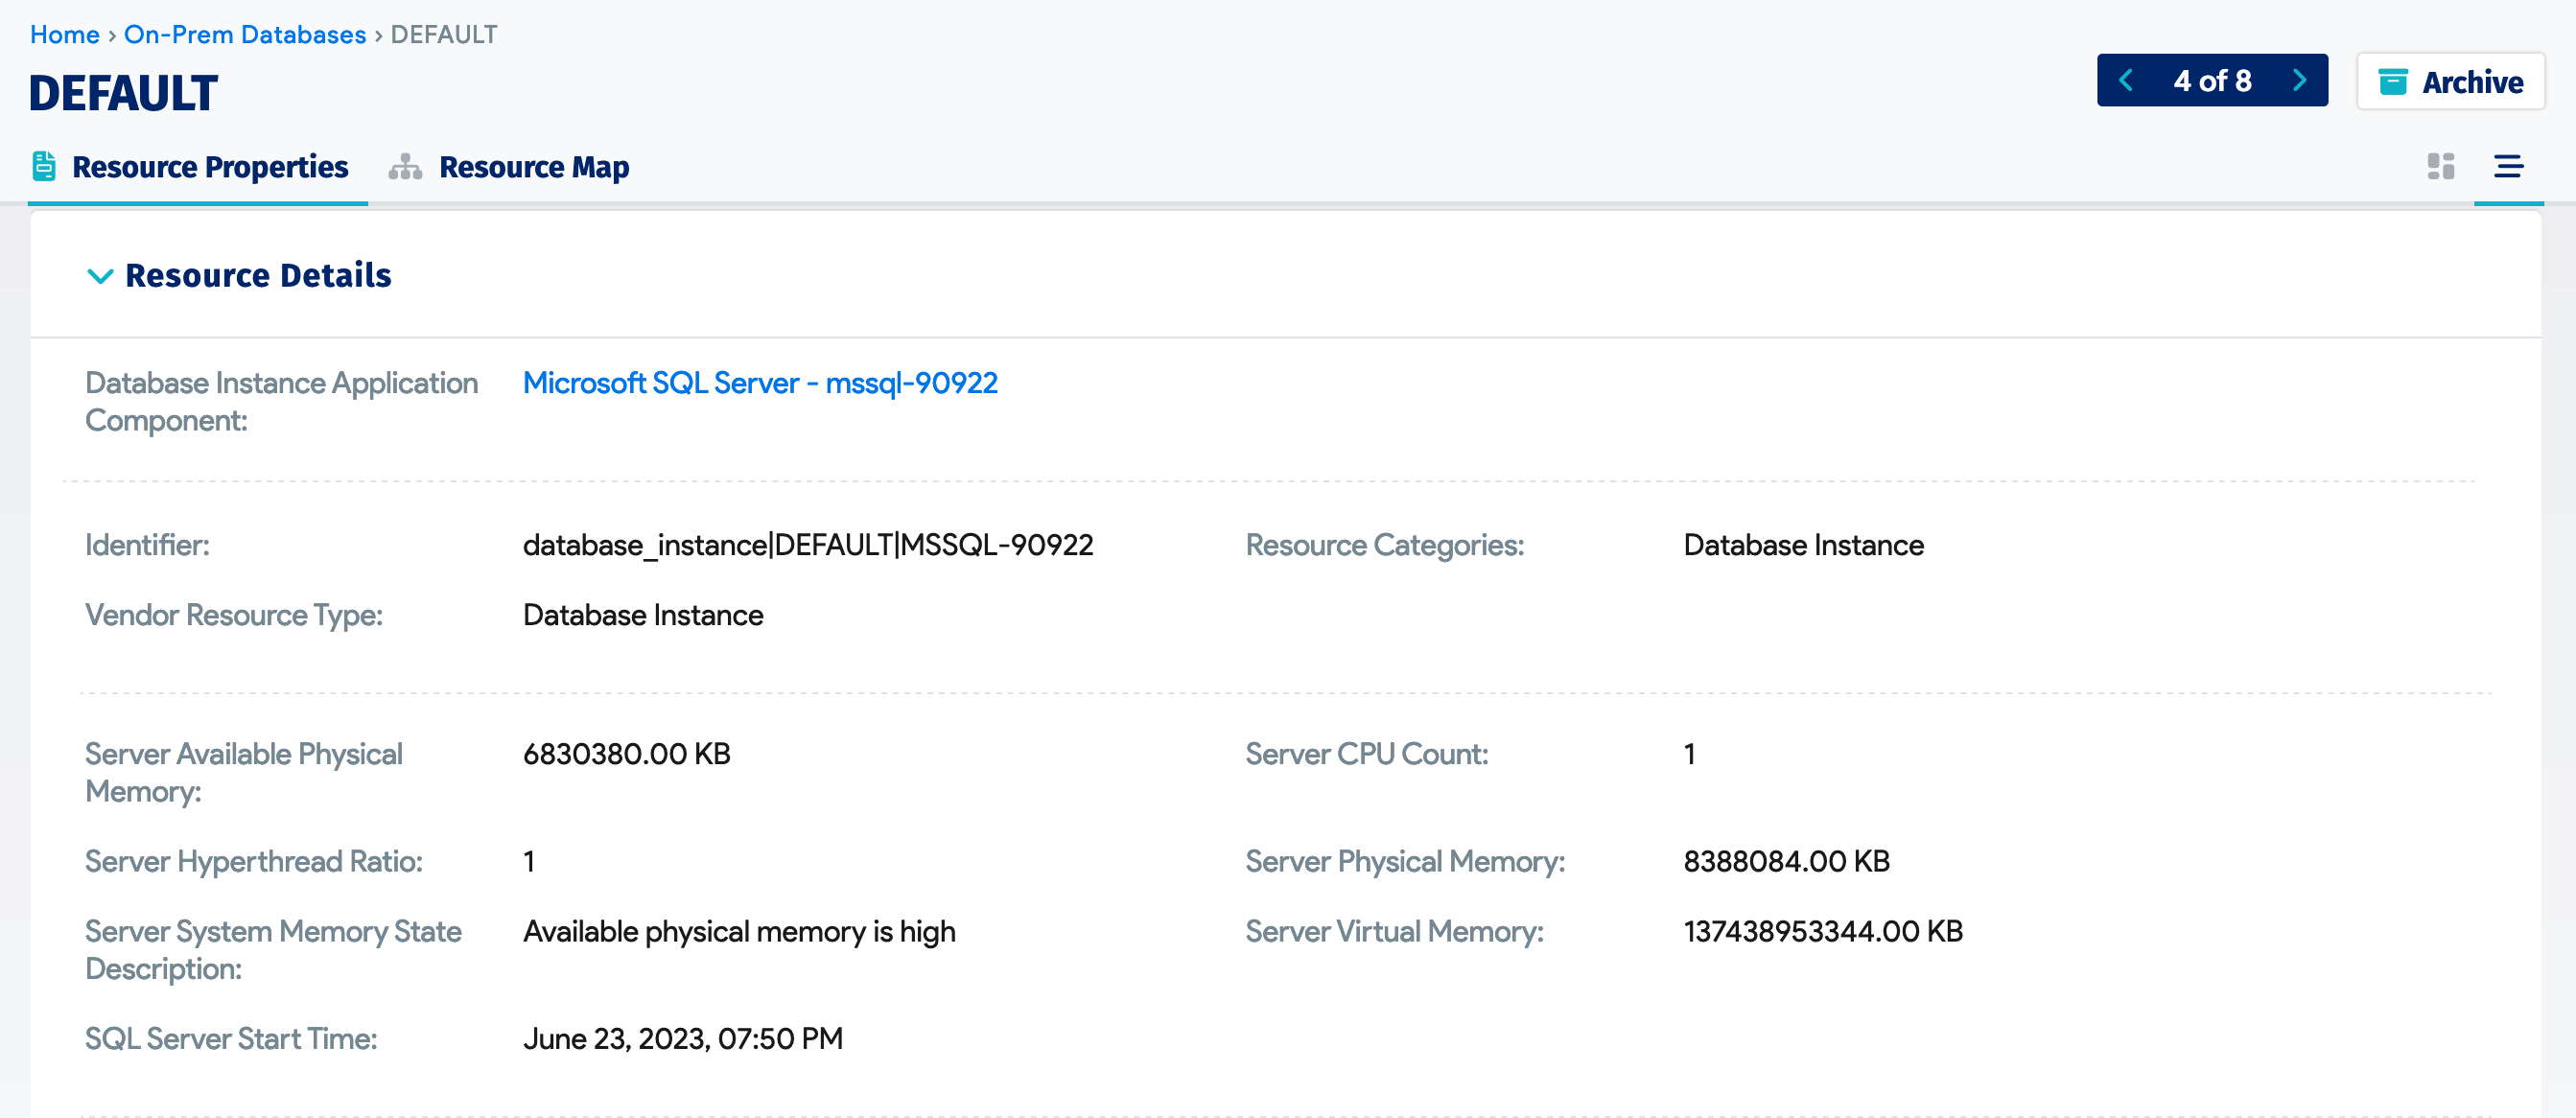 Home › On-Prem Databases › DEFAULT
DEFAULT
4 of 8
Archive
Resource Properties
Resource Map
Resource Details
Database Instance Application
Component:
Microsoft SQL Server - mssql-90922
Identifier:
database_instance|DEFAULT|MSSQL-90922
Resource Categories:
Database Instance
Vendor Resource Type:
Database Instance
Server Available Physical
Memory:
6830380.00 KB
Server CPU Count:
1
Server Hyperthread Ratio:
1
Server Physical Memory:
8388084.00 KB
Server System Memory State
Description:
Available physical memory is high
Server Virtual Memory:
137438953344.00 KB
SQL Server Start Time:
June 23, 2023, 07:50 PM